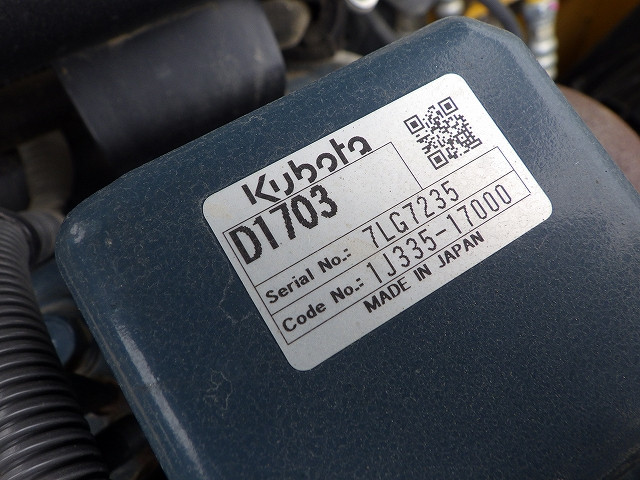 Kubota
D1703
Serial No.: 7LG7235
Code No.: 1J335-17000
MADE IN JAPAN